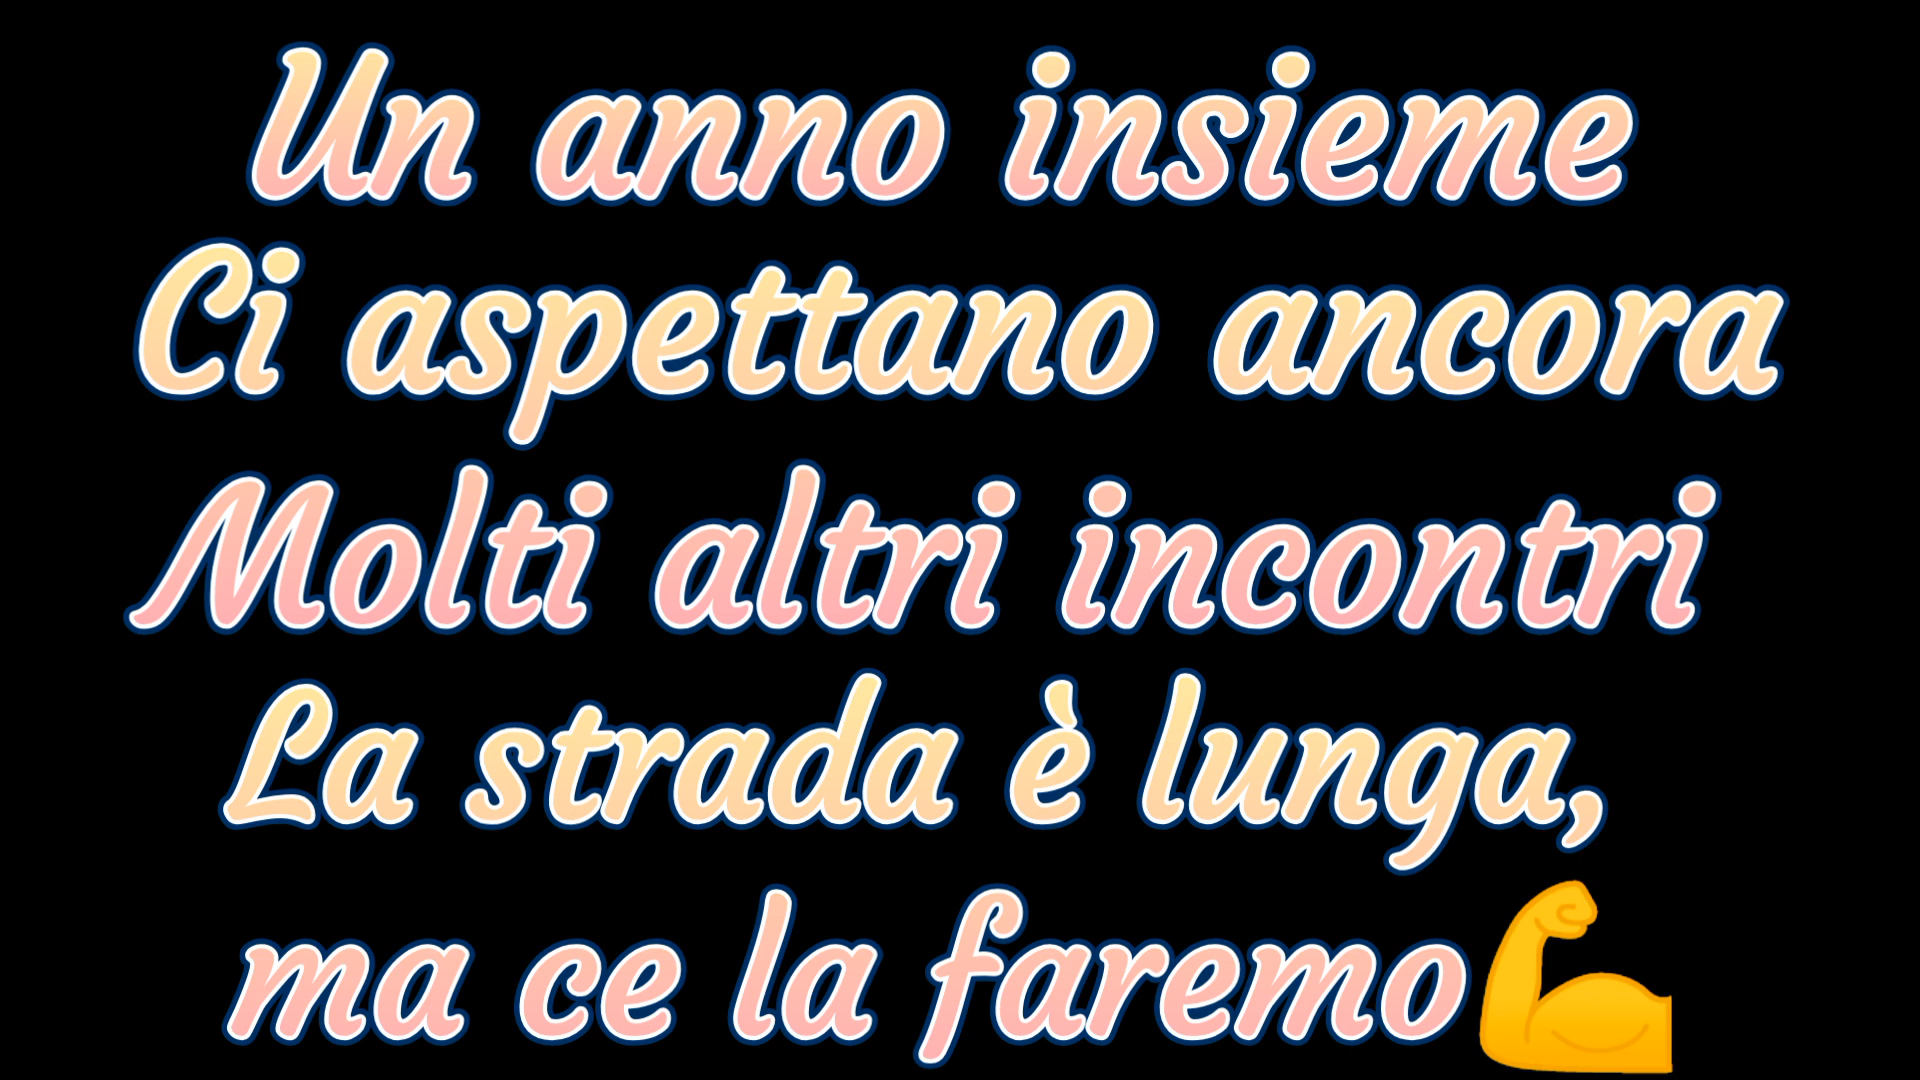 Un anno insieme
Ci aspettano ancora
Molti altri incontri
La strada è lunga,
ma ce la faremo💪